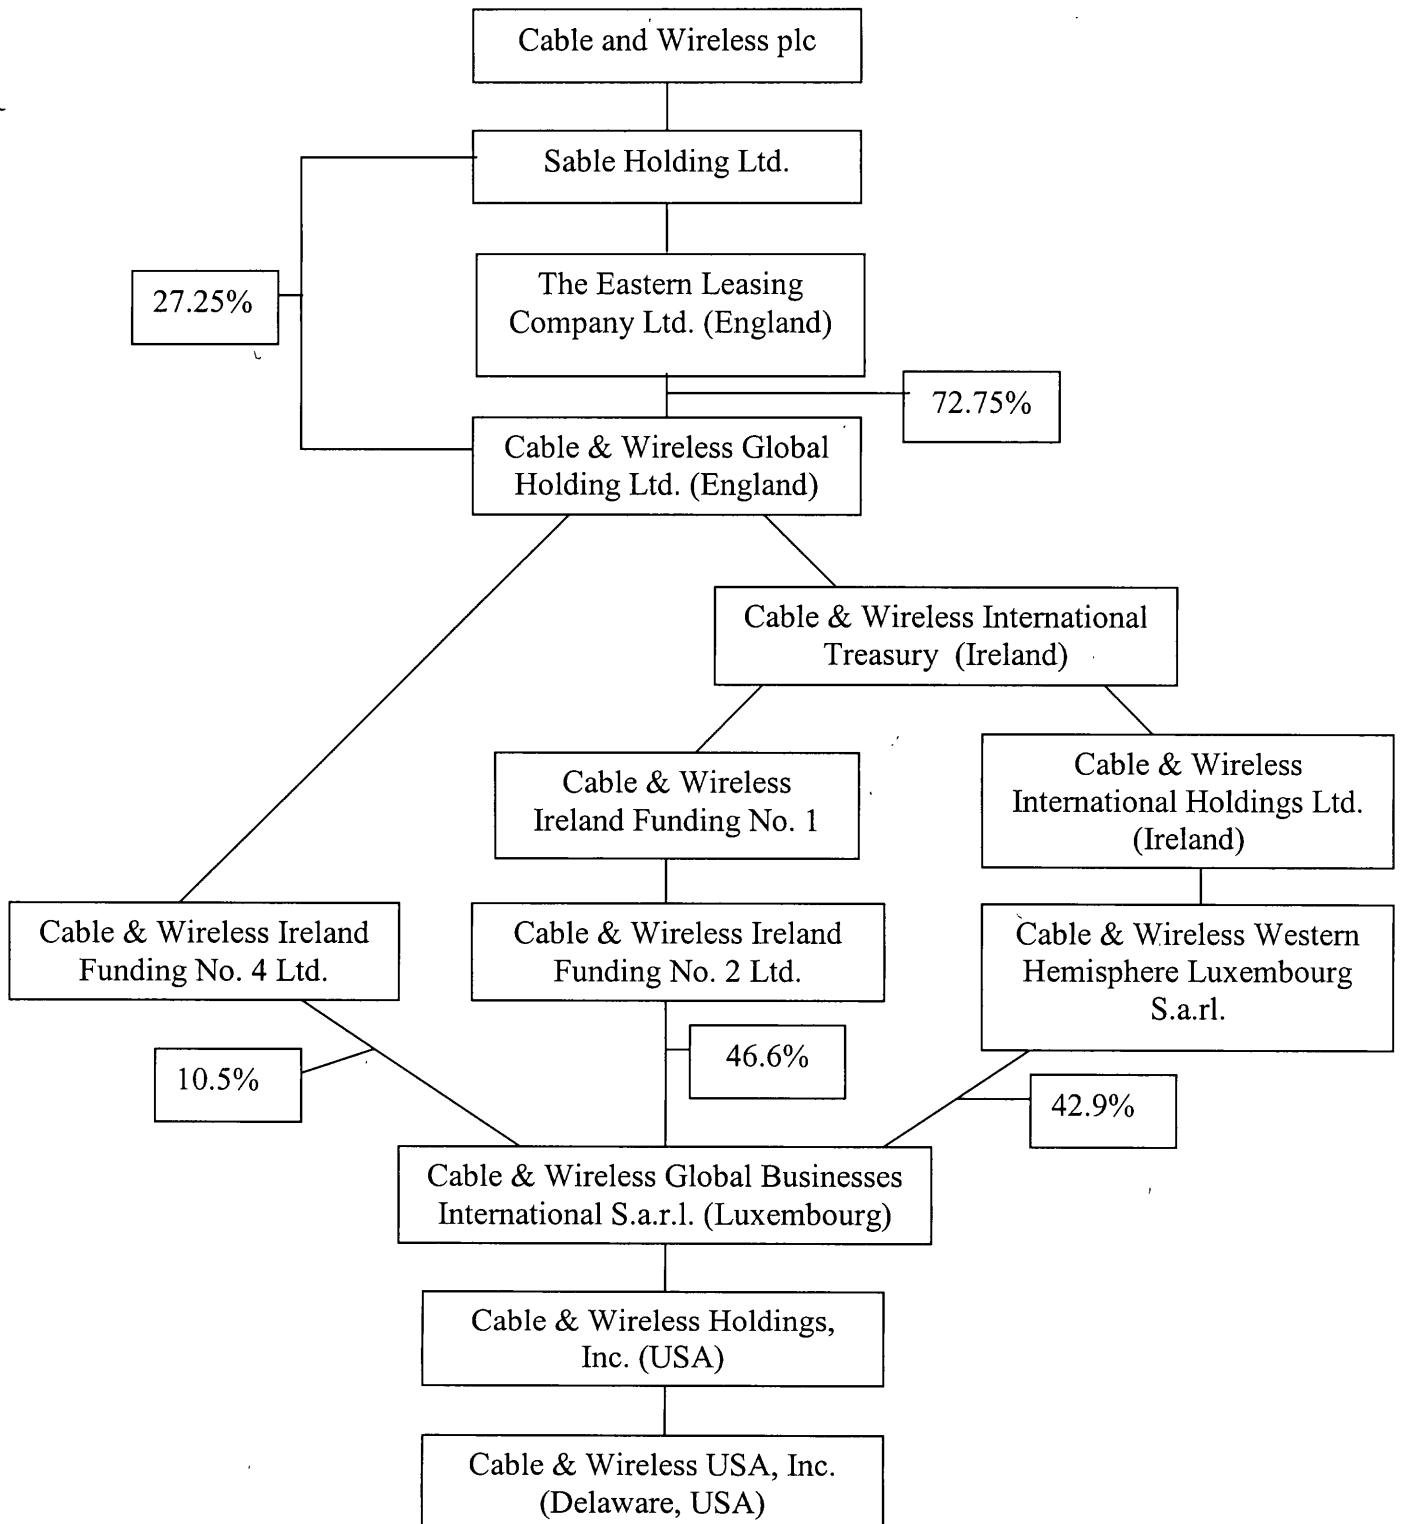 Cable and Wireless plc
Sable Holding Ltd.
The Eastern Leasing
Company Ltd. (England)
27.25%
72.75%
Cable & Wireless Global
Holding Ltd. (England)
Cable & Wireless International
Treasury (Ireland)
Cable & Wireless
Ireland Funding No. 1
Cable & Wireless
International Holdings Ltd.
(Ireland)
Cable & Wireless Ireland
Funding No. 4 Ltd.
Cable & Wireless Ireland
Funding No. 2 Ltd.
Cable & Wireless Western
Hemisphere Luxembourg
S.a.rl.
10.5%
46.6%
42.9%
Cable & Wireless Global Businesses
International S.a.r.l. (Luxembourg)
Cable & Wireless Holdings,
Inc. (USA)
Cable & Wireless USA, Inc.
(Delaware, USA)